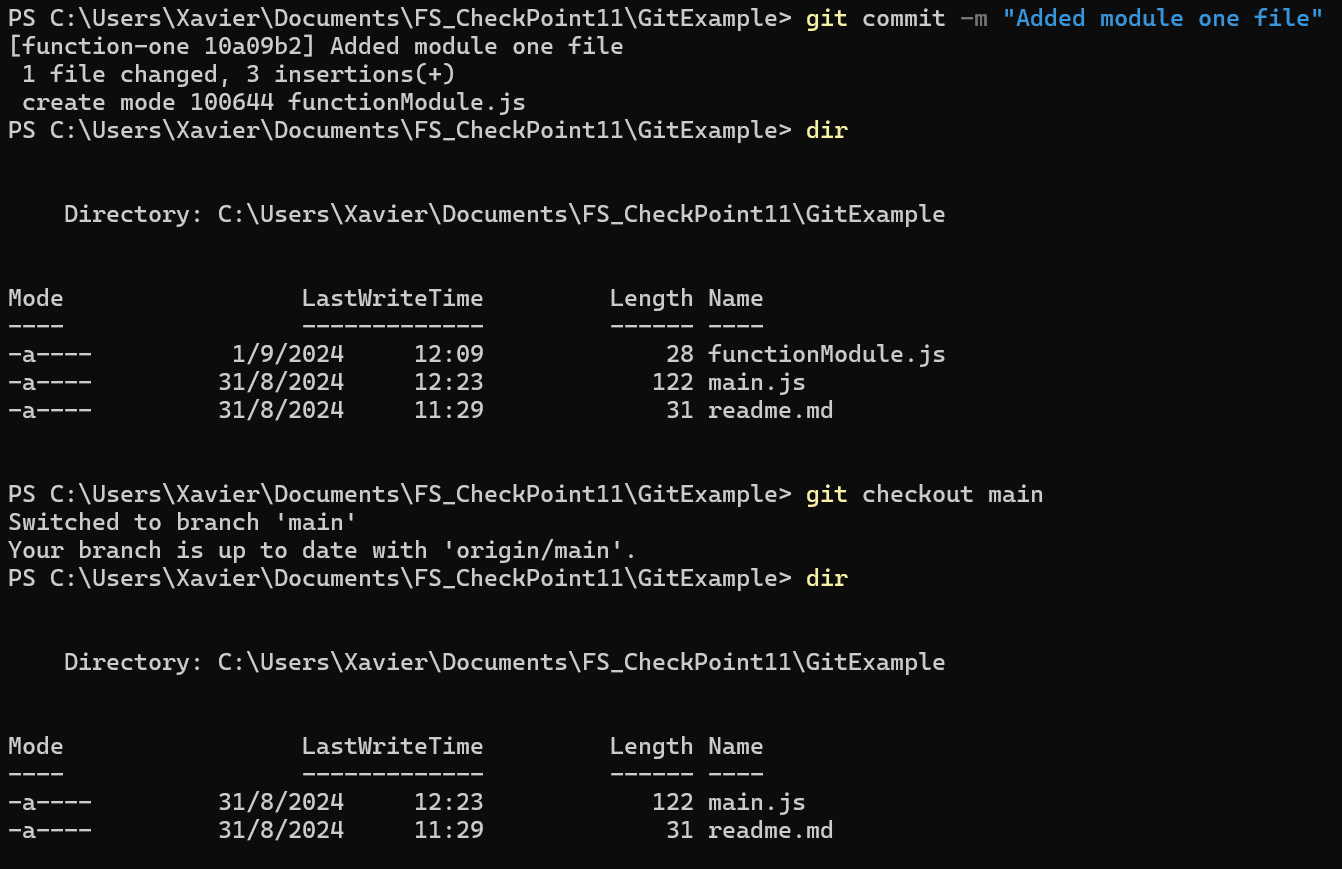 PS C:\Users\Xavier\Documents\FS_CheckPoint11\GitExample> git commit -m "Added module one file"
[function-one 10a09b2] Added module one file
 1 file changed, 3 insertions(+)
 create mode 100644 functionModule.js
PS C:\Users\Xavier\Documents\FS_CheckPoint11\GitExample> dir
    Directory: C:\Users\Xavier\Documents\FS_CheckPoint11\GitExample
Mode                 LastWriteTime         Length Name
----                 -------------         ------ ----
-a----          1/9/2024     12:09             28 functionModule.js
-a----         31/8/2024     12:23            122 main.js
-a----         31/8/2024     11:29             31 readme.md
PS C:\Users\Xavier\Documents\FS_CheckPoint11\GitExample> git checkout main
Switched to branch 'main'
Your branch is up to date with 'origin/main'.
PS C:\Users\Xavier\Documents\FS_CheckPoint11\GitExample> dir
    Directory: C:\Users\Xavier\Documents\FS_CheckPoint11\GitExample
Mode                 LastWriteTime         Length Name
----                 -------------         ------ ----
-a----         31/8/2024     12:23            122 main.js
-a----         31/8/2024     11:29             31 readme.md